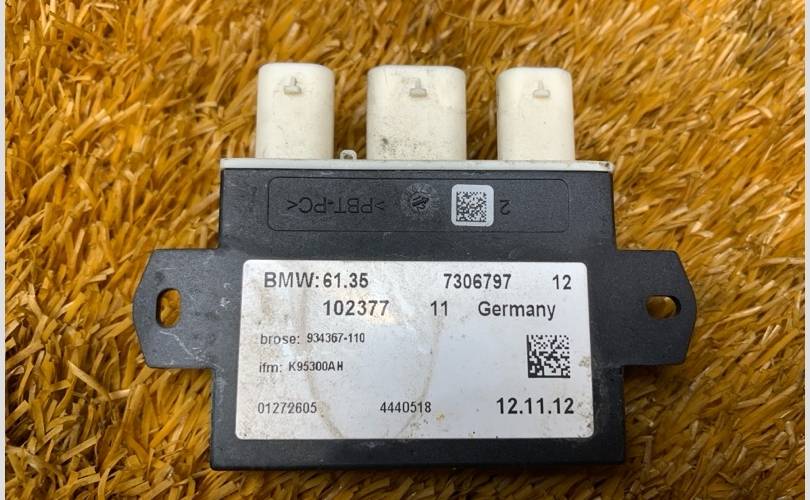 >PBT-PC< 2
BMW: 61.35 7306797 12
102377 11 Germany
brose: 934367-110
ifm: K95300AH
01272605 4440518 12.11.12